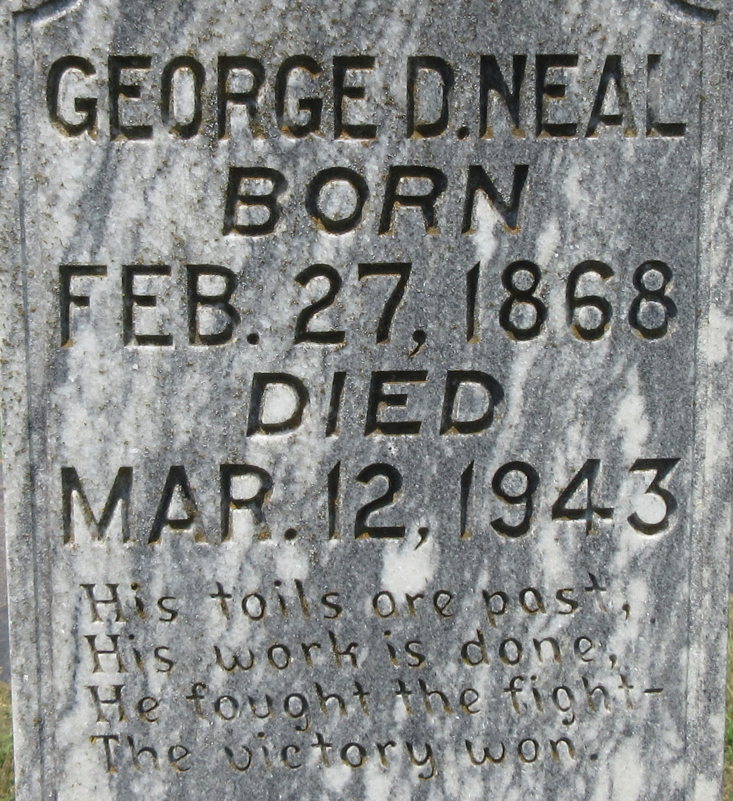 GEORGE D. NEAL
BORN
FEB. 27, 1868
DIED
MAR. 12, 1943
His toils are past,
His work is done,
He fought the fight-
The victory won.